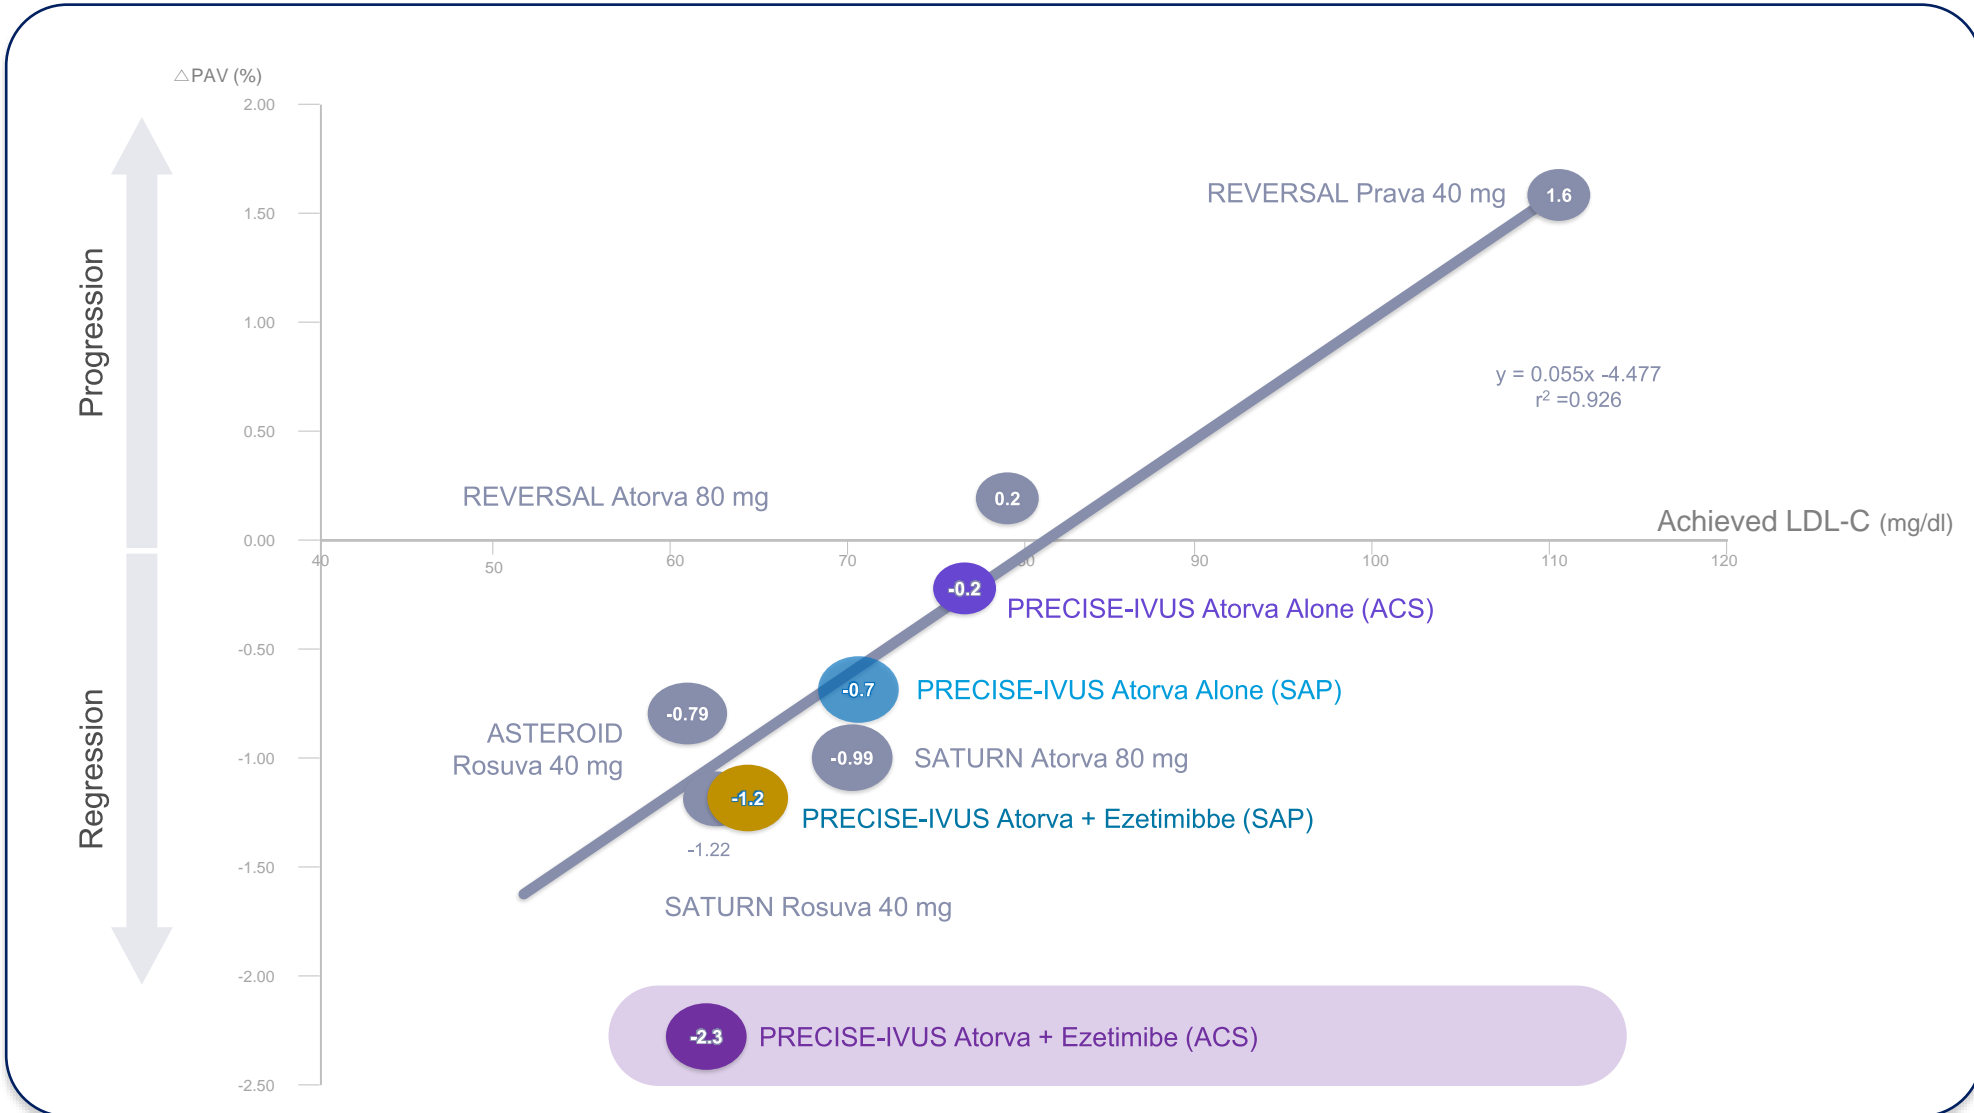 △PAV (%)
2.00
1.50
1.00
0.50
0.00
-0.50
-1.00
-1.50
-2.00
-2.50
Progression
Regression
REVERSAL Prava 40 mg
1.6
y = 0.055x -4.477
r² =0.926
REVERSAL Atorva 80 mg
0.2
Achieved LDL-C (mg/dl)
40
50
60
70
80
90
100
110
120
-0.2
PRECISE-IVUS Atorva Alone (ACS)
-0.7
PRECISE-IVUS Atorva Alone (SAP)
-0.79
ASTEROID
Rosuva 40 mg
-0.99
SATURN Atorva 80 mg
-1.2
PRECISE-IVUS Atorva + Ezetimibbe (SAP)
-1.22
SATURN Rosuva 40 mg
-2.3
PRECISE-IVUS Atorva + Ezetimibe (ACS)